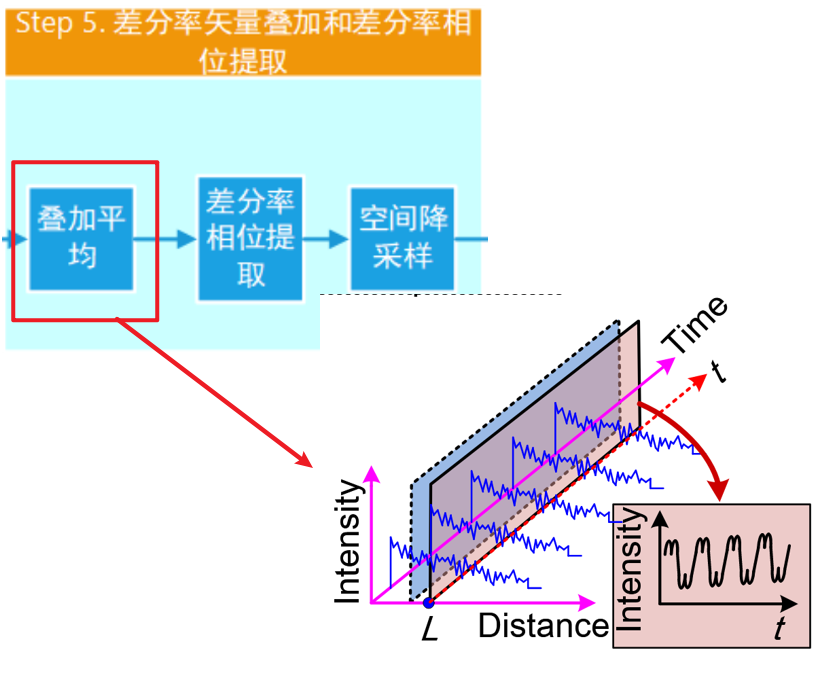 Step 5. 差分率矢量叠加和差分率相
位提取
叠加平
均
差分率
相位提
取
空间降
采样
Time
t
Intensity
L
Distance
Intensity
t